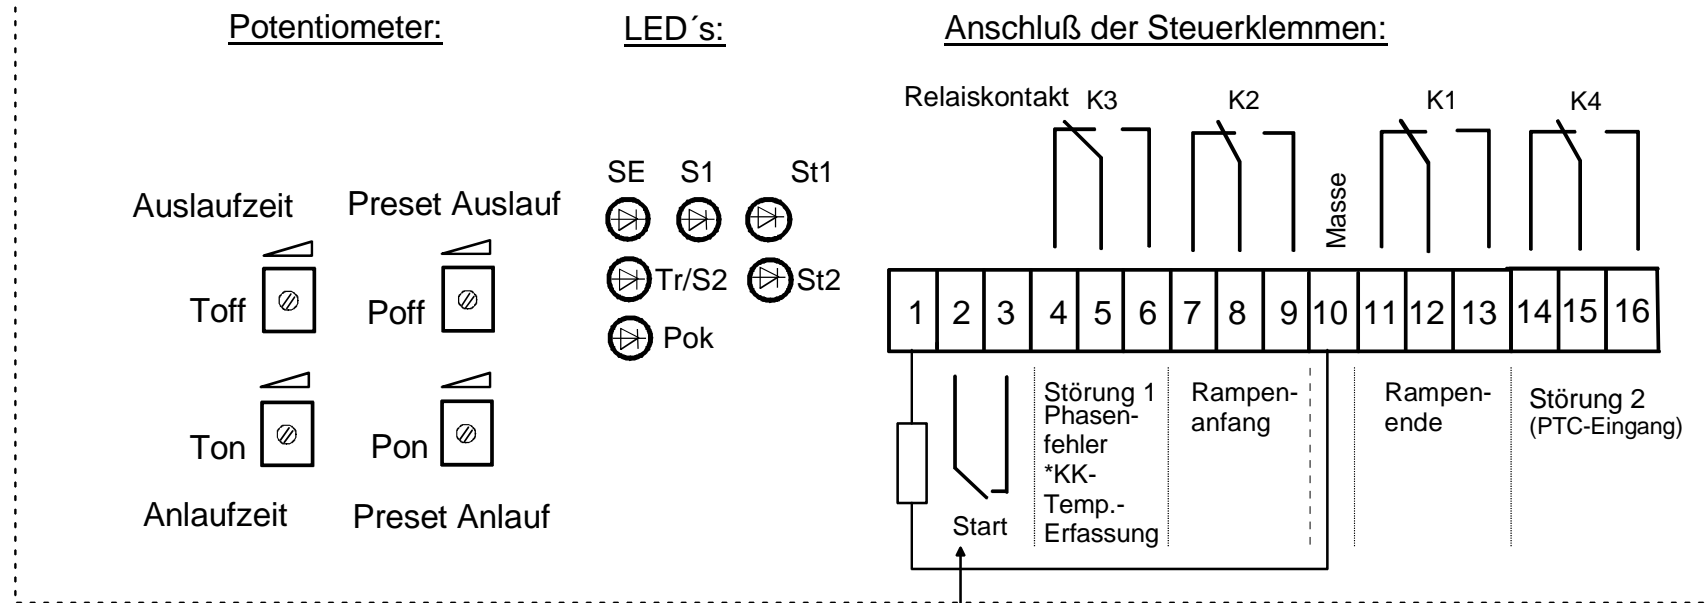 Potentiometer:
LED´s:
Anschluß der Steuerklemmen:
Relaiskontakt K3 K2 K1 K4
SE S1 St1
Masse
Auslaufzeit Preset Auslauf
Tr/S2 St2
Toff Poff
Pok
1 2 3 4 5 6 7 8 9 10 11 12 13 14 15 16
Ton Pon
Anlaufzeit Preset Anlauf
Start
Störung 1
Phasen-
fehler
*KK-
Temp.-
Erfassung
Rampen-
anfang
Rampen-
ende
Störung 2
(PTC-Eingang)